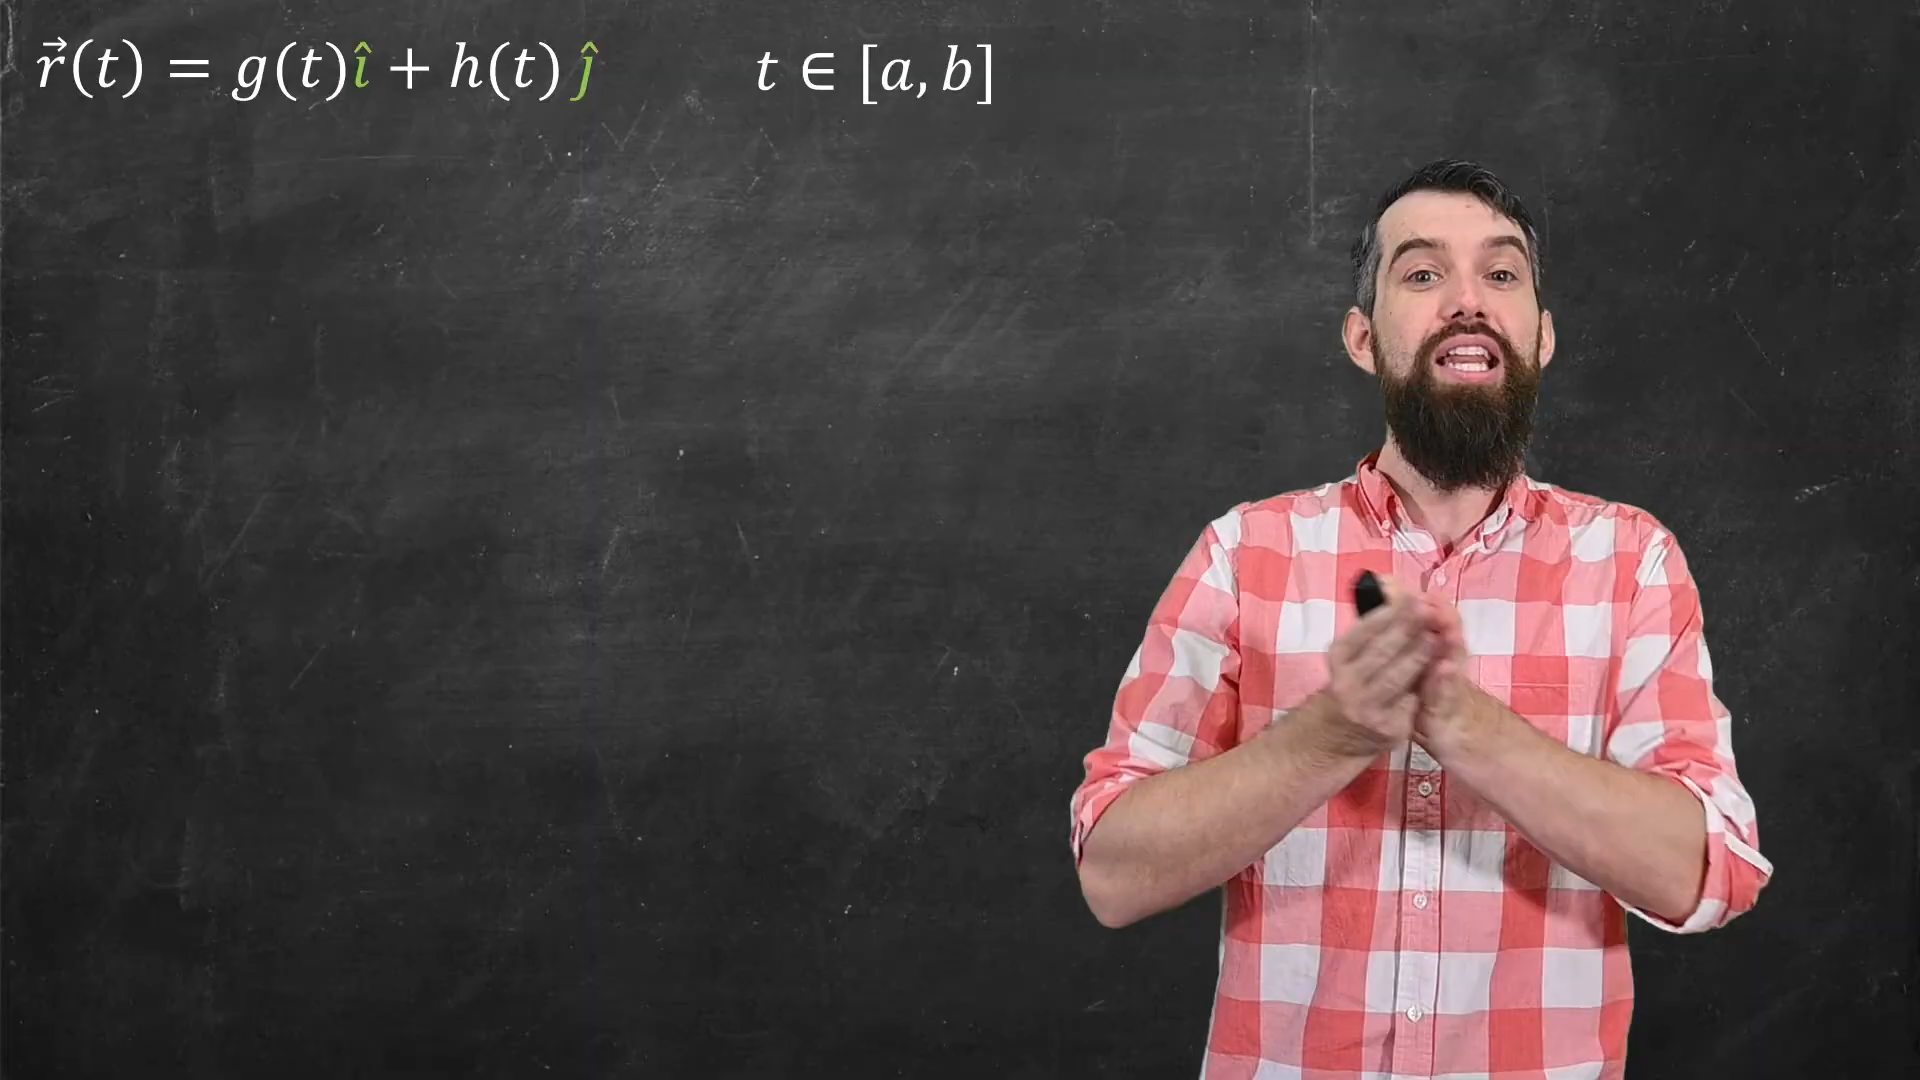 r⃗(t) = g(t)î + h(t) ĵ t ∈ [a, b]